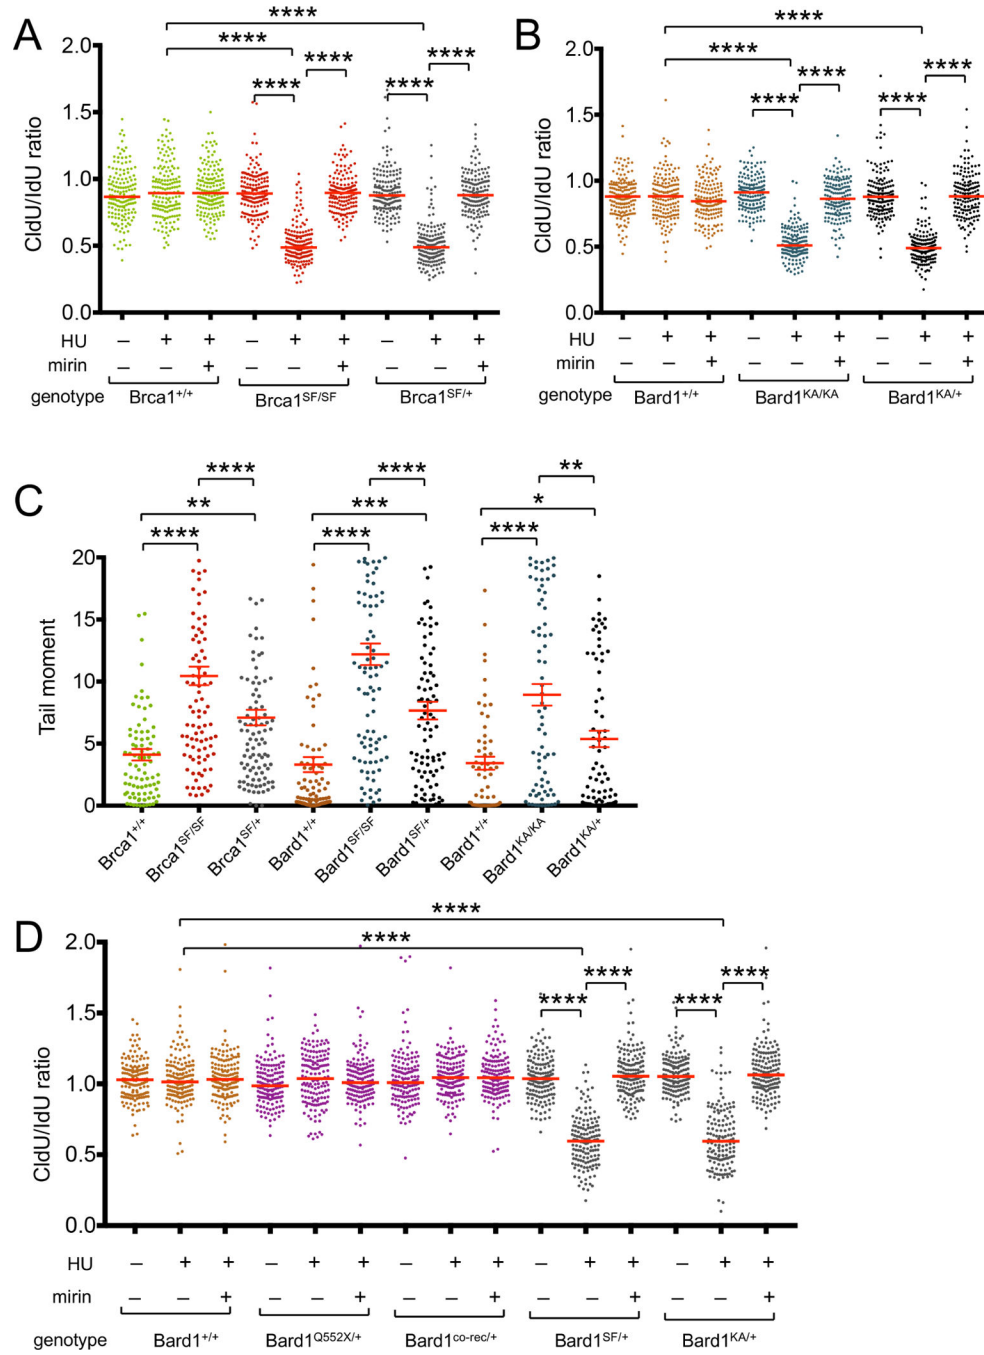 A
****
****
****
****
****
****
CldU/IdU ratio
2.0
1.5
1.0
0.5
0.0
HU – + + – + + – + +
mirin – – + – – + – – +
genotype Brca1+/+ Brca1SF/SF Brca1SF/+
B
****
****
****
****
****
****
CldU/IdU ratio
2.0
1.5
1.0
0.5
0.0
HU – + + – + + – + +
mirin – – + – – + – – +
genotype Bard1+/+ Bard1KA/KA Bard1KA/+
C
**** **** **
** *** *
**** **** ****
Tail moment
20
15
10
5
0
Brca1+/+ Brca1SF/SF Brca1SF/+ Bard1+/+ Bard1SF/SF Bard1SF/+ Bard1+/+ Bard1KA/KA Bard1KA/+
D
****
****
**** ****
**** ****
CldU/IdU ratio
2.0
1.5
1.0
0.5
0.0
HU – + + – + + – + + – + + – + +
mirin – – + – – + – – + – – + – – +
genotype Bard1+/+ Bard1Q552X/+ Bard1co-rec/+ Bard1SF/+ Bard1KA/+